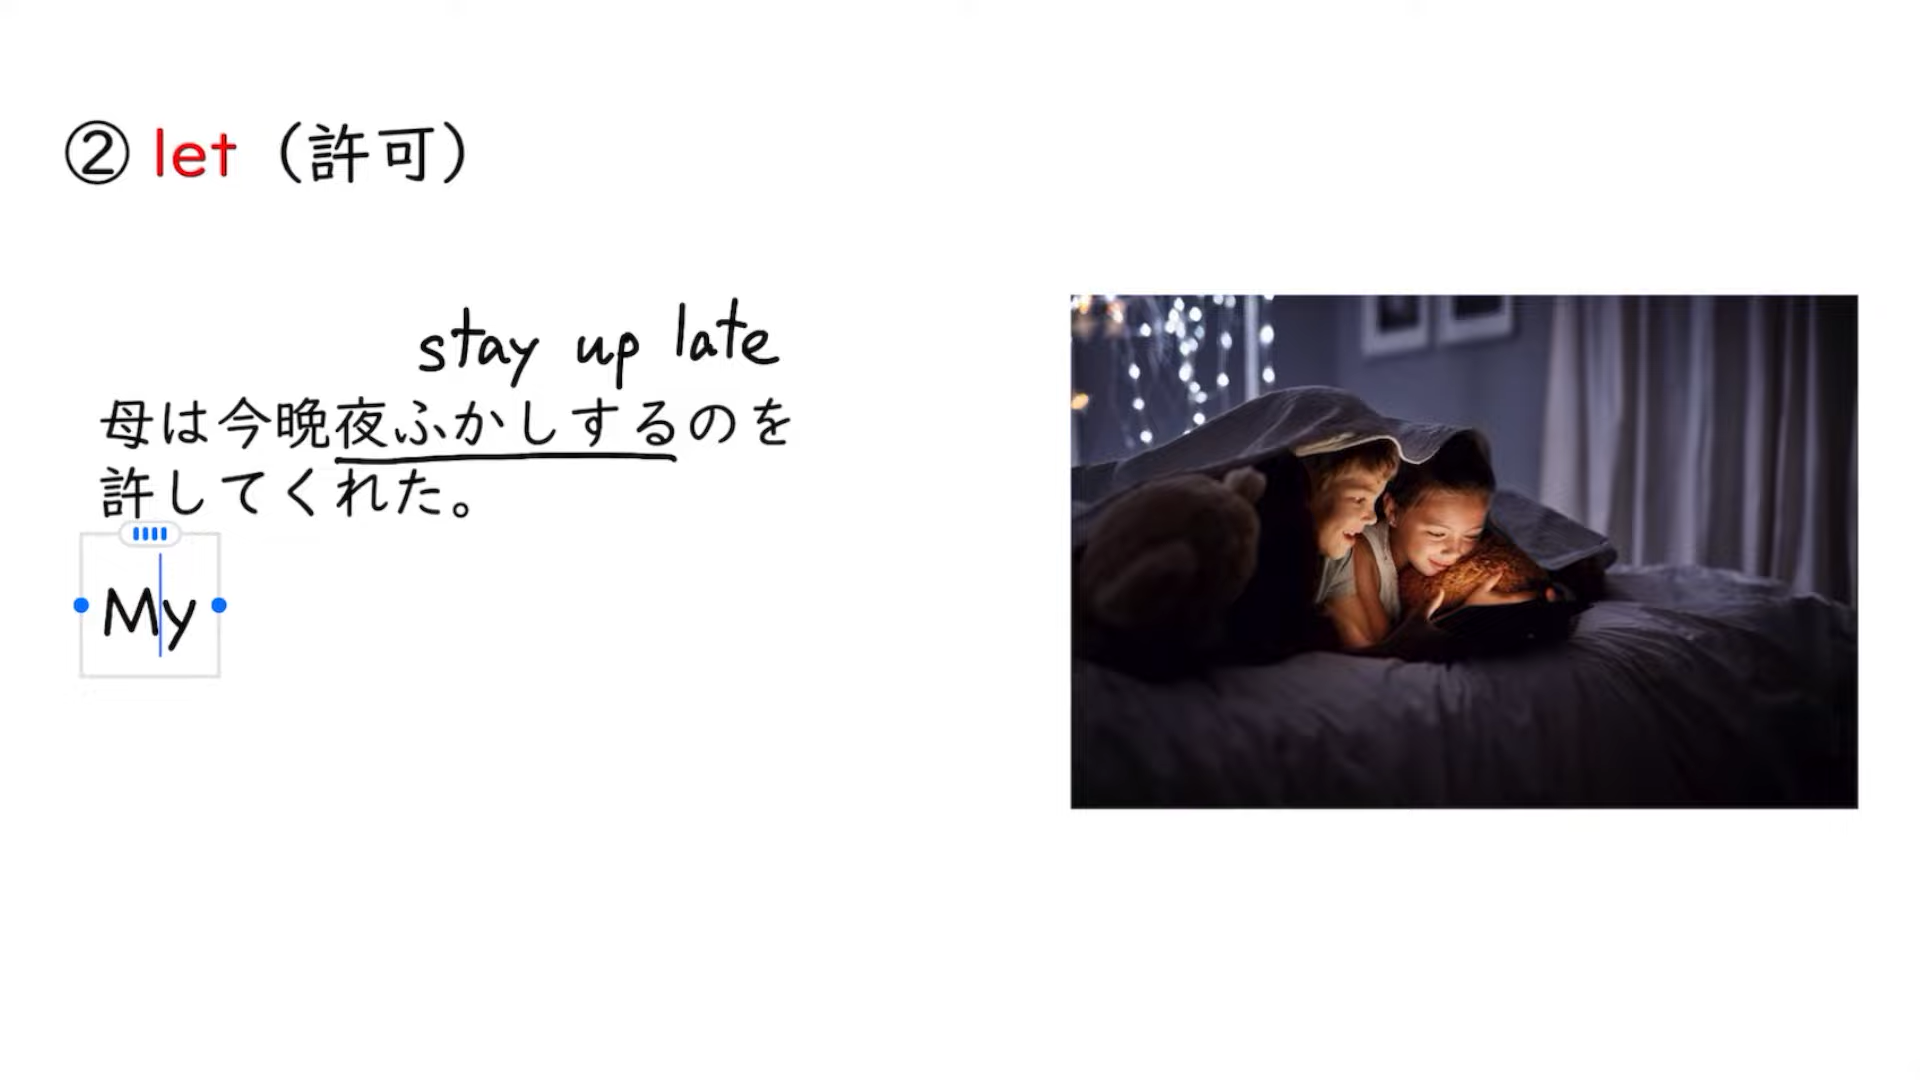 ② let（許可）
stay up late
母は今晩夜ふかしするのを
許してくれた。
My